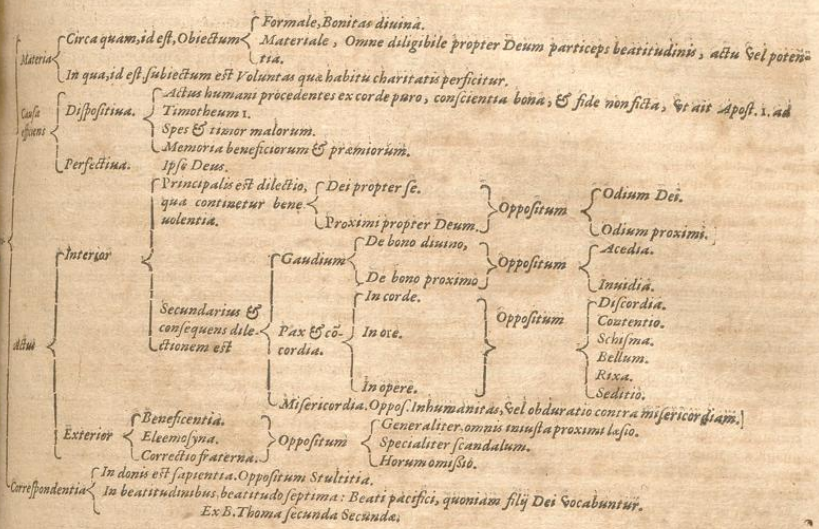 Formale, Bonitas diuina.
Materia Circa quam, id eſt, Obiectum
Materiale, Omne diligibile propter Deum particeps beatitudinis, actu vel poten-
tia.
In qua, id eſt, ſubiectum eſt Voluntas quæ habitu charitatis perficitur.
Cauſa efficiens Diſpoſitiua.
Actus humani procedentes ex corde puro, conſcientia bona, & fide non ficta, vt ait Apoſt. 1. ad
Timotheum 1.
Spes & timor malorum.
Memoria beneficiorum & præmiorum.
Perfectiua. Ipſe Deus.
Actus
Interior
Principalis eſt dilectio,
qua continetur bene
uolentia.
Dei propter ſe.
Proximi propter Deum.
Oppoſitum
Odium Dei.
Odium proximi.
Secundarius &
conſequens dile-
ctionem eſt
Gaudium
De bono diuino,
De bono proximo
Oppoſitum
Acedia.
Inuidia.
Pax & cō-
cordia.
In corde.
In ore.
In opere.
Oppoſitum
Diſcordia.
Contentio.
Schiſma.
Bellum.
Rixa.
Seditio.
Miſericordia. Oppoſ. Inhumanitas, vel obduratio contra miſericordiam.
Exterior
Beneficentia.
Eleemoſyna.
Correctio fraterna.
Oppoſitum
Generaliter, omnis iniuſta proximi læſio.
Specialiter ſcandalum.
Horum omiſſio.
Correſpondentia
In donis eſt ſapientia. Oppoſitum Stultitia.
In beatitudinibus, beatitudo ſeptima: Beati pacifici, quoniam filij Dei vocabuntur.
Ex B. Thoma ſecunda Secundæ.